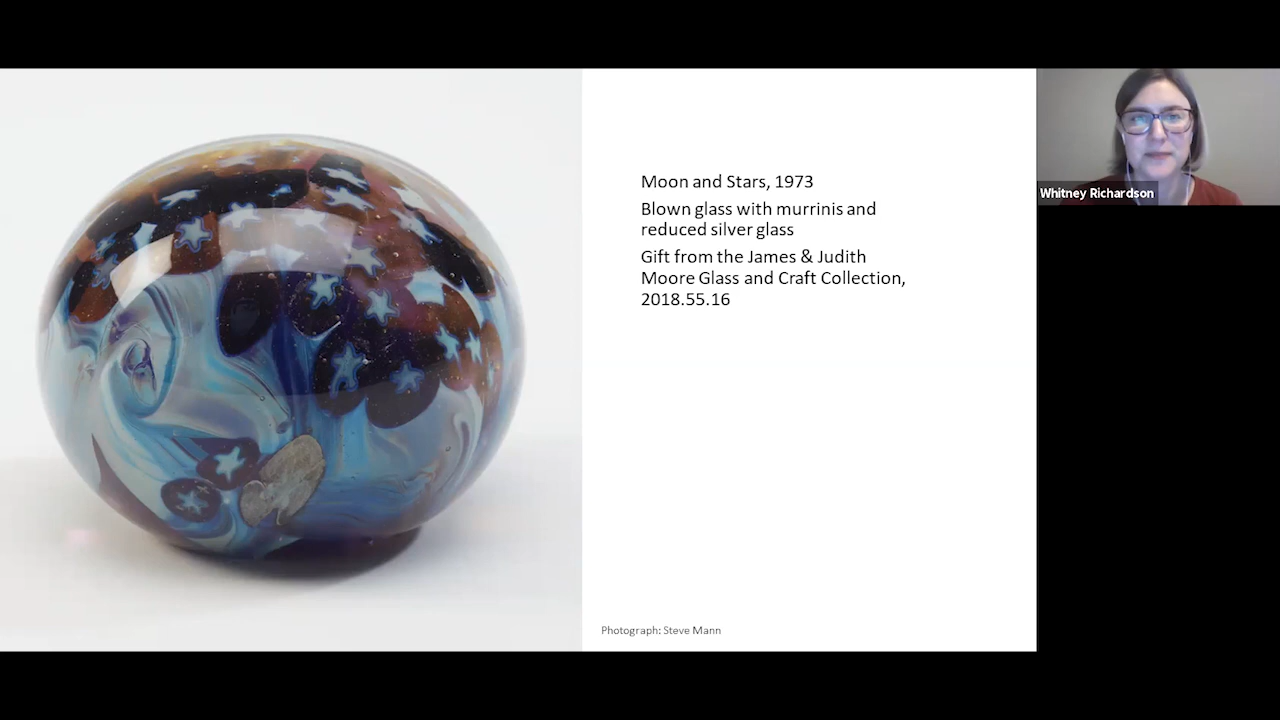 Moon and Stars, 1973
Blown glass with murrinis and
reduced silver glass
Gift from the James & Judith
Moore Glass and Craft Collection,
2018.55.16
Photograph: Steve Mann
Whitney Richardson